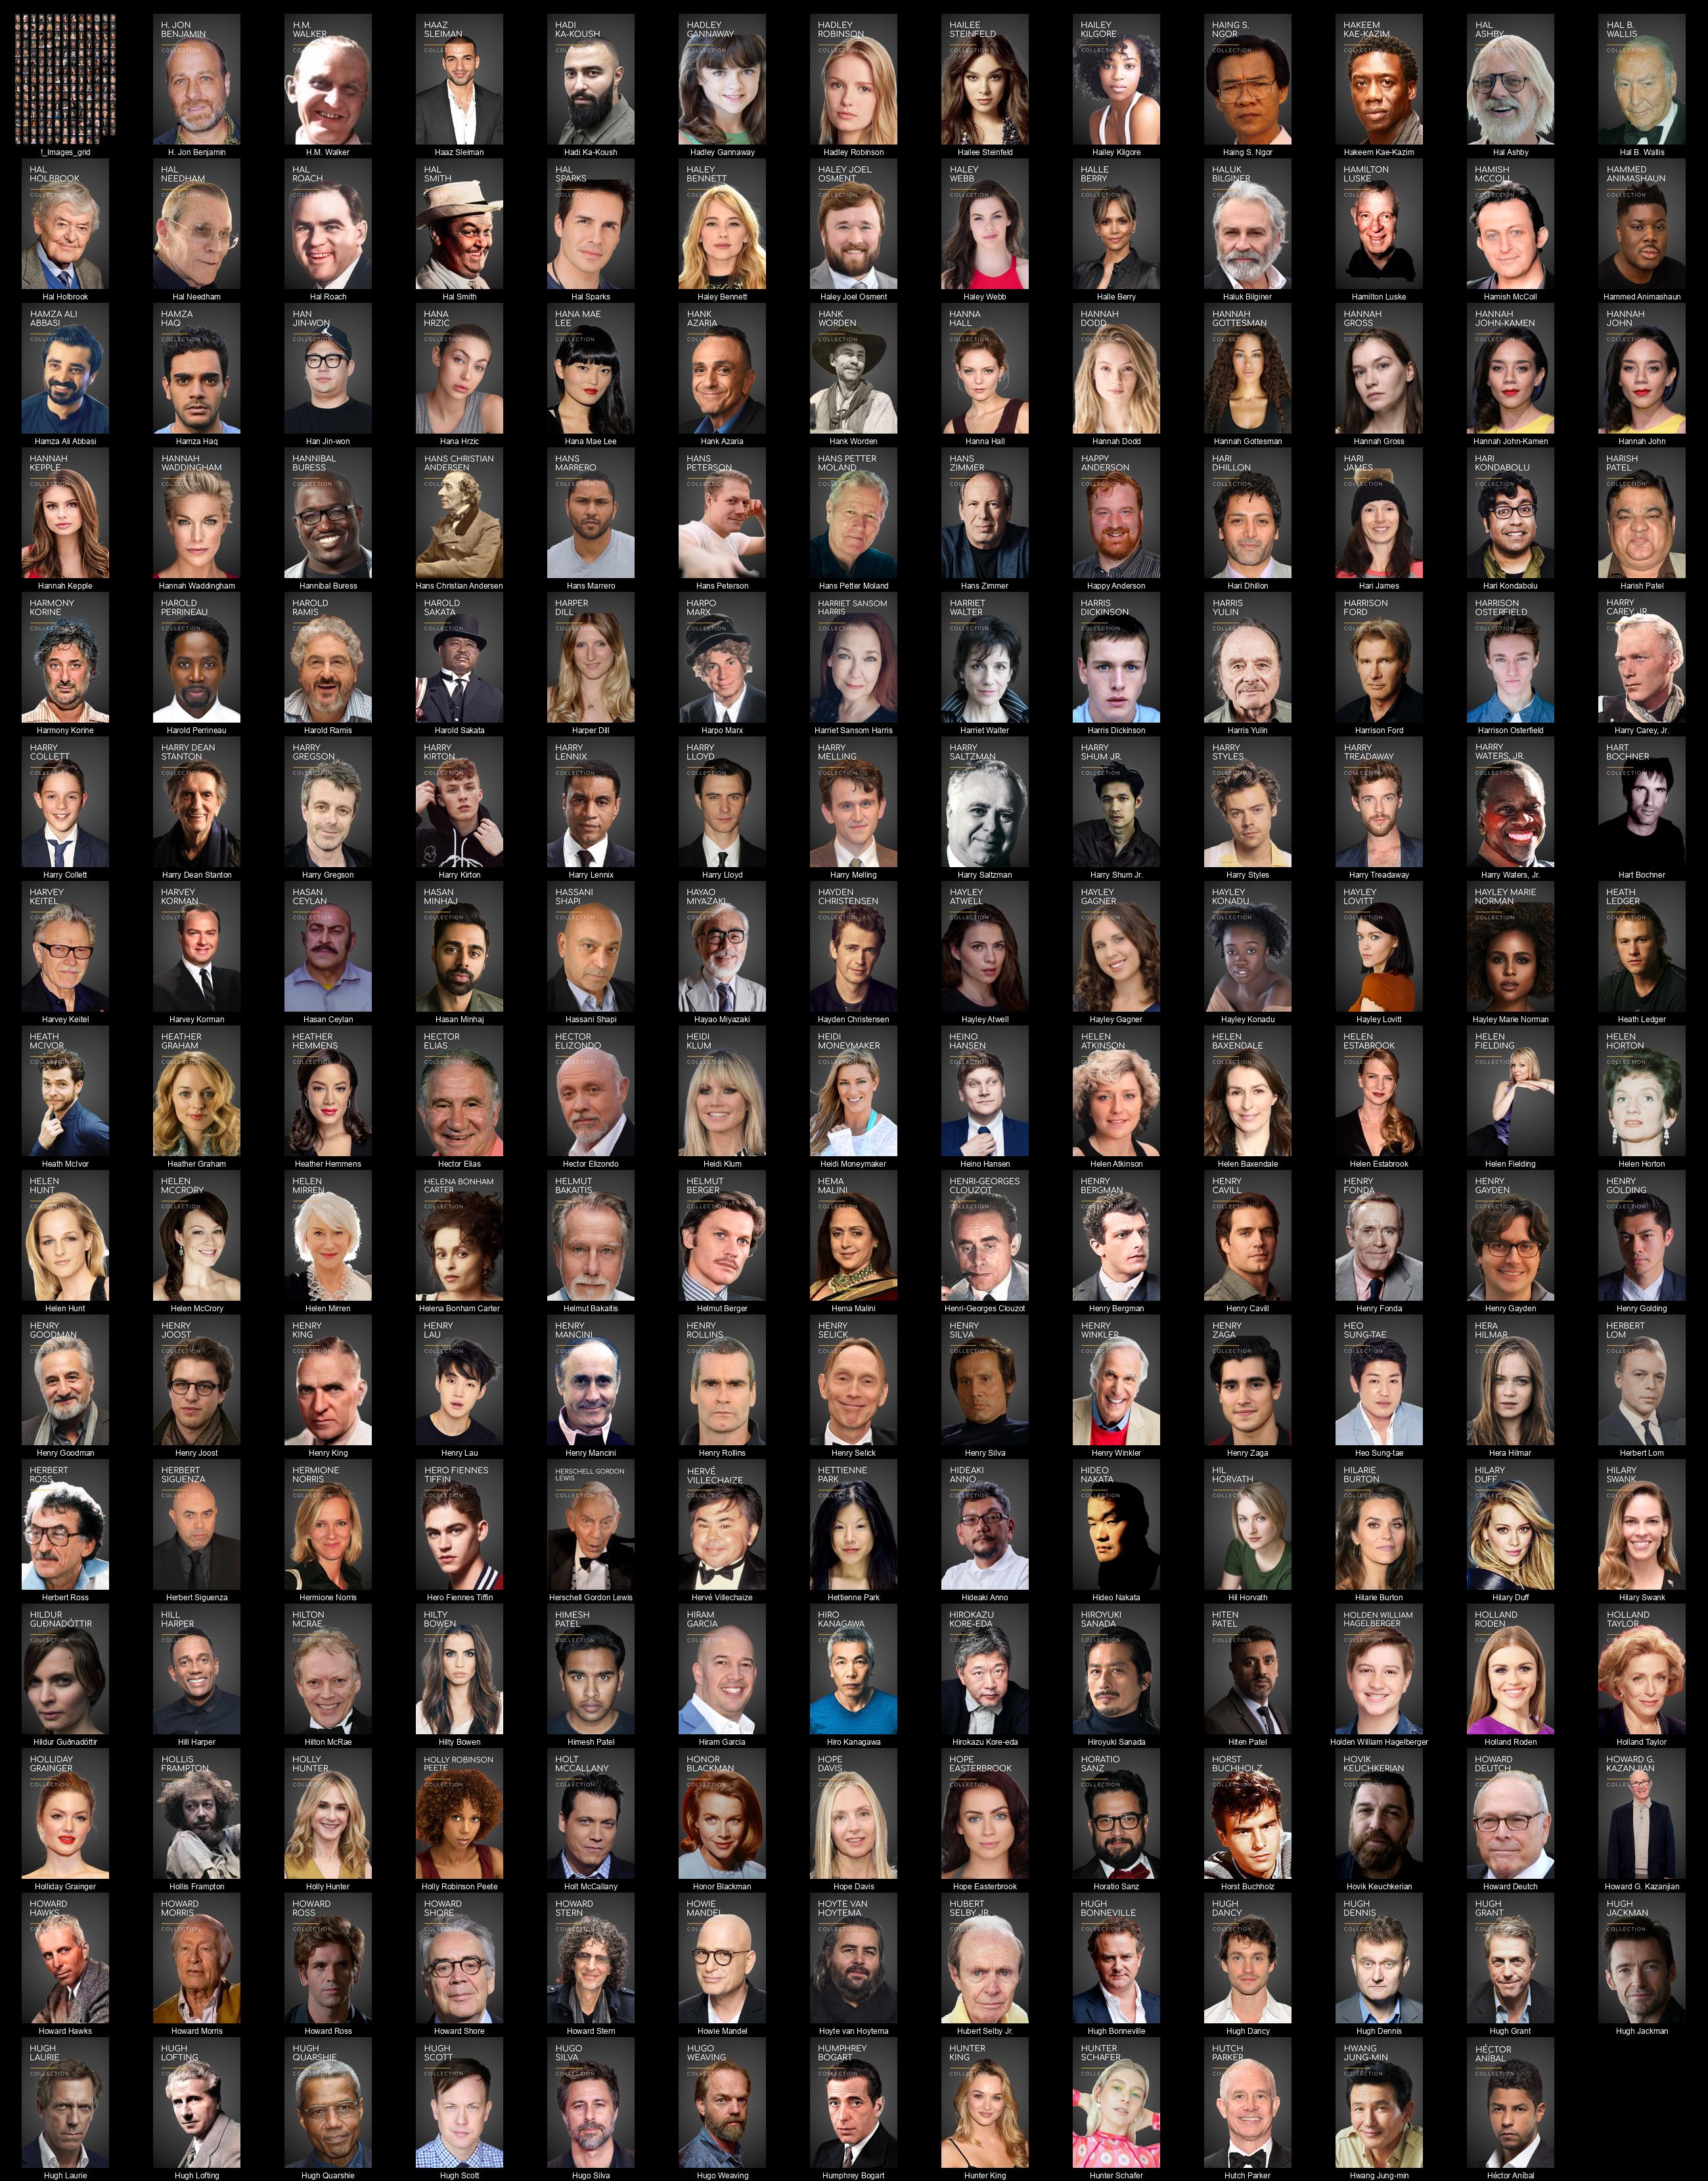 !_Images_grid
H. JON
BENJAMIN
COLLECTION
H. Jon Benjamin
H.M.
WALKER
COLLECTION
H.M. Walker
HAAZ
SLEIMAN
COLLECTION
Haaz Sleiman
HADI
KA-KOUSH
COLLECTION
Hadi Ka-Koush
HADLEY
GANNAWAY
COLLECTION
Hadley Gannaway
HADLEY
ROBINSON
COLLECTION
Hadley Robinson
HAILEE
STEINFELD
COLLECTION
Hailee Steinfeld
HAILEY
KILGORE
COLLECTION
Hailey Kilgore
HAING S.
NGOR
COLLECTION
Haing S. Ngor
HAKEEM
KAE-KAZIM
COLLECTION
Hakeem Kae-Kazim
HAL
ASHBY
COLLECTION
Hal Ashby
HAL B.
WALLIS
COLLECTION
Hal B. Wallis
HAL
HOLBROOK
COLLECTION
Hal Holbrook
HAL
NEEDHAM
COLLECTION
Hal Needham
HAL
ROACH
COLLECTION
Hal Roach
HAL
SMITH
COLLECTION
Hal Smith
HAL
SPARKS
COLLECTION
Hal Sparks
HALEY
BENNETT
COLLECTION
Haley Bennett
HALEY JOEL
OSMENT
COLLECTION
Haley Joel Osment
HALEY
WEBB
COLLECTION
Haley Webb
HALLE
BERRY
COLLECTION
Halle Berry
HALUK
BILGINER
COLLECTION
Haluk Bilginer
HAMILTON
LUSKE
COLLECTION
Hamilton Luske
HAMISH
MCCOLL
COLLECTION
Hamish McColl
HAMMED
ANIMASHAUN
COLLECTION
Hammed Animashaun
HAMZA ALI
ABBASI
COLLECTION
Hamza Ali Abbasi
HAMZA
HAQ
COLLECTION
Hamza Haq
HAN
JIN-WON
COLLECTION
Han Jin-won
HANA
HRZIC
COLLECTION
Hana Hrzic
HANA MAE
LEE
COLLECTION
Hana Mae Lee
HANK
AZARIA
COLLECTION
Hank Azaria
HANK
WORDEN
COLLECTION
Hank Worden
HANNA
HALL
COLLECTION
Hanna Hall
HANNAH
DODD
COLLECTION
Hannah Dodd
HANNAH
GOTTESMAN
COLLECTION
Hannah Gottesman
HANNAH
GROSS
COLLECTION
Hannah Gross
HANNAH
JOHN-KAMEN
COLLECTION
Hannah John-Kamen
HANNAH
JOHN
COLLECTION
Hannah John
HANNAH
KEPPLE
COLLECTION
Hannah Kepple
HANNAH
WADDINGHAM
COLLECTION
Hannah Waddingham
HANNIBAL
BURESS
COLLECTION
Hannibal Buress
HANS CHRISTIAN
ANDERSEN
COLLECTION
Hans Christian Andersen
HANS
MARRERO
COLLECTION
Hans Marrero
HANS
PETERSON
COLLECTION
Hans Peterson
HANS PETTER
MOLAND
COLLECTION
Hans Petter Moland
HANS
ZIMMER
COLLECTION
Hans Zimmer
HAPPY
ANDERSON
COLLECTION
Happy Anderson
HARI
DHILLON
COLLECTION
Hari Dhillon
HARI
JAMES
COLLECTION
Hari James
HARI
KONDABOLU
COLLECTION
Hari Kondabolu
HARISH
PATEL
COLLECTION
Harish Patel
HARMONY
KORINE
COLLECTION
Harmony Korine
HAROLD
PERRINEAU
COLLECTION
Harold Perrineau
HAROLD
RAMIS
COLLECTION
Harold Ramis
HAROLD
SAKATA
COLLECTION
Harold Sakata
HARPER
DILL
COLLECTION
Harper Dill
HARPO
MARX
COLLECTION
Harpo Marx
HARRIET SANSOM
HARRIS
COLLECTION
Harriet Sansom Harris
HARRIET
WALTER
COLLECTION
Harriet Walter
HARRIS
DICKINSON
COLLECTION
Harris Dickinson
HARRIS
YULIN
COLLECTION
Harris Yulin
HARRISON
FORD
COLLECTION
Harrison Ford
HARRISON
OSTERFIELD
COLLECTION
Harrison Osterfield
HARRY
CAREY, JR.
COLLECTION
Harry Carey, Jr.
HARRY
COLLETT
COLLECTION
Harry Collett
HARRY DEAN
STANTON
COLLECTION
Harry Dean Stanton
HARRY
GREGSON
COLLECTION
Harry Gregson
HARRY
KIRTON
COLLECTION
Harry Kirton
HARRY
LENNIX
COLLECTION
Harry Lennix
HARRY
LLOYD
COLLECTION
Harry Lloyd
HARRY
MELLING
COLLECTION
Harry Melling
HARRY
SALTZMAN
COLLECTION
Harry Saltzman
HARRY
SHUM JR.
COLLECTION
Harry Shum Jr.
HARRY
STYLES
COLLECTION
Harry Styles
HARRY
TREADAWAY
COLLECTION
Harry Treadaway
HARRY
WATERS, JR.
COLLECTION
Harry Waters, Jr.
HART
BOCHNER
COLLECTION
Hart Bochner
HARVEY
KEITEL
COLLECTION
Harvey Keitel
HARVEY
KORMAN
COLLECTION
Harvey Korman
HASAN
CEYLAN
COLLECTION
Hasan Ceylan
HASAN
MINHAJ
COLLECTION
Hasan Minhaj
HASSANI
SHAPI
COLLECTION
Hassani Shapi
HAYAO
MIYAZAKI
COLLECTION
Hayao Miyazaki
HAYDEN
CHRISTENSEN
COLLECTION
Hayden Christensen
HAYLEY
ATWELL
COLLECTION
Hayley Atwell
HAYLEY
GAGNER
COLLECTION
Hayley Gagner
HAYLEY
KONADU
COLLECTION
Hayley Konadu
HAYLEY
LOVITT
COLLECTION
Hayley Lovitt
HAYLEY MARIE
NORMAN
COLLECTION
Hayley Marie Norman
HEATH
LEDGER
COLLECTION
Heath Ledger
HEATH
MCIVOR
COLLECTION
Heath McIvor
HEATHER
GRAHAM
COLLECTION
Heather Graham
HEATHER
HEMMENS
COLLECTION
Heather Hemmens
HECTOR
ELIAS
COLLECTION
Hector Elias
HECTOR
ELIZONDO
COLLECTION
Hector Elizondo
HEIDI
KLUM
COLLECTION
Heidi Klum
HEIDI
MONEYMAKER
COLLECTION
Heidi Moneymaker
HEINO
HANSEN
COLLECTION
Heino Hansen
HELEN
ATKINSON
COLLECTION
Helen Atkinson
HELEN
BAXENDALE
COLLECTION
Helen Baxendale
HELEN
ESTABROOK
COLLECTION
Helen Estabrook
HELEN
FIELDING
COLLECTION
Helen Fielding
HELEN
HORTON
COLLECTION
Helen Horton
HELEN
HUNT
COLLECTION
Helen Hunt
HELEN
MCCRORY
COLLECTION
Helen McCrory
HELEN
MIRREN
COLLECTION
Helen Mirren
HELENA BONHAM
CARTER
COLLECTION
Helena Bonham Carter
HELMUT
BAKAITIS
COLLECTION
Helmut Bakaitis
HELMUT
BERGER
COLLECTION
Helmut Berger
HEMA
MALINI
COLLECTION
Hema Malini
HENRI-GEORGES
CLOUZOT
COLLECTION
Henri-Georges Clouzot
HENRY
BERGMAN
COLLECTION
Henry Bergman
HENRY
CAVILL
COLLECTION
Henry Cavill
HENRY
FONDA
COLLECTION
Henry Fonda
HENRY
GAYDEN
COLLECTION
Henry Gayden
HENRY
GOLDING
COLLECTION
Henry Golding
HENRY
GOODMAN
COLLECTION
Henry Goodman
HENRY
JOOST
COLLECTION
Henry Joost
HENRY
KING
COLLECTION
Henry King
HENRY
LAU
COLLECTION
Henry Lau
HENRY
MANCINI
COLLECTION
Henry Mancini
HENRY
ROLLINS
COLLECTION
Henry Rollins
HENRY
SELICK
COLLECTION
Henry Selick
HENRY
SILVA
COLLECTION
Henry Silva
HENRY
WINKLER
COLLECTION
Henry Winkler
HENRY
ZAGA
COLLECTION
Henry Zaga
HEO
SUNG-TAE
COLLECTION
Heo Sung-tae
HERA
HILMAR
COLLECTION
Hera Hilmar
HERBERT
LOM
COLLECTION
Herbert Lom
HERBERT
ROSS
COLLECTION
Herbert Ross
HERBERT
SIGUENZA
COLLECTION
Herbert Siguenza
HERMIONE
NORRIS
COLLECTION
Hermione Norris
HERO FIENNES
TIFFIN
COLLECTION
Hero Fiennes Tiffin
HERSCHELL GORDON
LEWIS
COLLECTION
Herschell Gordon Lewis
HERVÉ
VILLECHAIZE
COLLECTION
Hervé Villechaize
HETTIENNE
PARK
COLLECTION
Hettienne Park
HIDEAKI
ANNO
COLLECTION
Hideaki Anno
HIDEO
NAKATA
COLLECTION
Hideo Nakata
HIL
HORVATH
COLLECTION
Hil Horvath
HILARIE
BURTON
COLLECTION
Hilarie Burton
HILARY
DUFF
COLLECTION
Hilary Duff
HILARY
SWANK
COLLECTION
Hilary Swank
HILDUR
GUÐNADÓTTIR
COLLECTION
Hildur Guðnadóttir
HILL
HARPER
COLLECTION
Hill Harper
HILTON
MCRAE
COLLECTION
Hilton McRae
HILTY
BOWEN
COLLECTION
Hilty Bowen
HIMESH
PATEL
COLLECTION
Himesh Patel
HIRAM
GARCIA
COLLECTION
Hiram Garcia
HIRO
KANAGAWA
COLLECTION
Hiro Kanagawa
HIROKAZU
KORE-EDA
COLLECTION
Hirokazu Kore-eda
HIROYUKI
SANADA
COLLECTION
Hiroyuki Sanada
HITEN
PATEL
COLLECTION
Hiten Patel
HOLDEN WILLIAM
HAGELBERGER
COLLECTION
Holden William Hagelberger
HOLLAND
RODEN
COLLECTION
Holland Roden
HOLLAND
TAYLOR
COLLECTION
Holland Taylor
HOLLIDAY
GRAINGER
COLLECTION
Holliday Grainger
HOLLIS
FRAMPTON
COLLECTION
Hollis Frampton
HOLLY
HUNTER
COLLECTION
Holly Hunter
HOLLY ROBINSON
PEETE
COLLECTION
Holly Robinson Peete
HOLT
MCCALLANY
COLLECTION
Holt McCallany
HONOR
BLACKMAN
COLLECTION
Honor Blackman
HOPE
DAVIS
COLLECTION
Hope Davis
HOPE
EASTERBROOK
COLLECTION
Hope Easterbrook
HORATIO
SANZ
COLLECTION
Horatio Sanz
HORST
BUCHHOLZ
COLLECTION
Horst Buchholz
HOVIK
KEUCHKERIAN
COLLECTION
Hovik Keuchkerian
HOWARD
DEUTCH
COLLECTION
Howard Deutch
HOWARD G.
KAZANJIAN
COLLECTION
Howard G. Kazanjian
HOWARD
HAWKS
COLLECTION
Howard Hawks
HOWARD
MORRIS
COLLECTION
Howard Morris
HOWARD
ROSS
COLLECTION
Howard Ross
HOWARD
SHORE
COLLECTION
Howard Shore
HOWARD
STERN
COLLECTION
Howard Stern
HOWIE
MANDEL
COLLECTION
Howie Mandel
HOYTE VAN
HOYTEMA
COLLECTION
Hoyte van Hoytema
HUBERT
SELBY JR.
COLLECTION
Hubert Selby Jr.
HUGH
BONNEVILLE
COLLECTION
Hugh Bonneville
HUGH
DANCY
COLLECTION
Hugh Dancy
HUGH
DENNIS
COLLECTION
Hugh Dennis
HUGH
GRANT
COLLECTION
Hugh Grant
HUGH
JACKMAN
COLLECTION
Hugh Jackman
HUGH
LAURIE
COLLECTION
Hugh Laurie
HUGH
LOFTING
COLLECTION
Hugh Lofting
HUGH
QUARSHIE
COLLECTION
Hugh Quarshie
HUGH
SCOTT
COLLECTION
Hugh Scott
HUGO
SILVA
COLLECTION
Hugo Silva
HUGO
WEAVING
COLLECTION
Hugo Weaving
HUMPHREY
BOGART
COLLECTION
Humphrey Bogart
HUNTER
KING
COLLECTION
Hunter King
HUNTER
SCHAFER
COLLECTION
Hunter Schafer
HUTCH
PARKER
COLLECTION
Hutch Parker
HWANG
JUNG-MIN
COLLECTION
Hwang Jung-min
HÉCTOR
ANÍBAL
COLLECTION
Héctor Aníbal